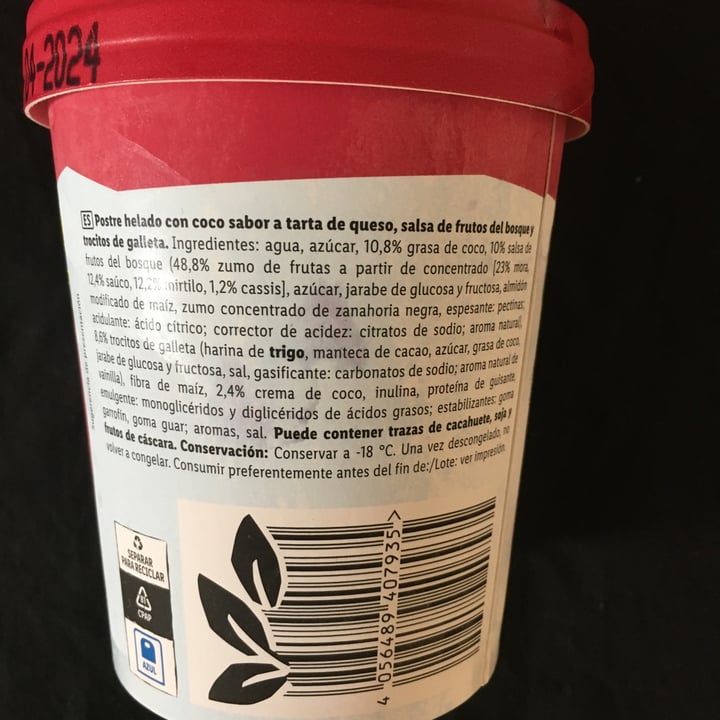 04-2024
ES Postre helado con coco sabor a tarta de queso, salsa de frutos del bosque y
trocitos de galleta. Ingredientes: agua, azúcar, 10,8% grasa de coco, 10% salsa de
frutos del bosque (48,8% zumo de frutas a partir de concentrado [23% mora,
12,4% saúco, 12,2% mirtilo, 1,2% cassis], azúcar, jarabe de glucosa y fructosa, almidón
modificado de maíz, zumo concentrado de zanahoria negra, espesante: pectinas;
acidulante: ácido cítrico; corrector de acidez: citratos de sodio; aroma natural),
8,6% trocitos de galleta (harina de trigo, manteca de cacao, azúcar, grasa de coco,
jarabe de glucosa y fructosa, sal, gasificante: carbonatos de sodio; aroma natural de
vainilla), fibra de maíz, 2,4% crema de coco, inulina, proteína de guisante,
emulgente: monoglicéridos y diglicéridos de ácidos grasos; estabilizantes: goma
garrofín, goma guar; aromas, sal. Puede contener trazas de cacahuete, soja y
frutos de cáscara. Conservación: Conservar a -18 °C. Una vez descongelado, no
volver a congelar. Consumir preferentemente antes del fin de:/Lote: ver impresión.
Sugerencia de presentación
SEPARAR
PARA RECICLAR
81
C/PAP
AZUL
4 056489 407935 >